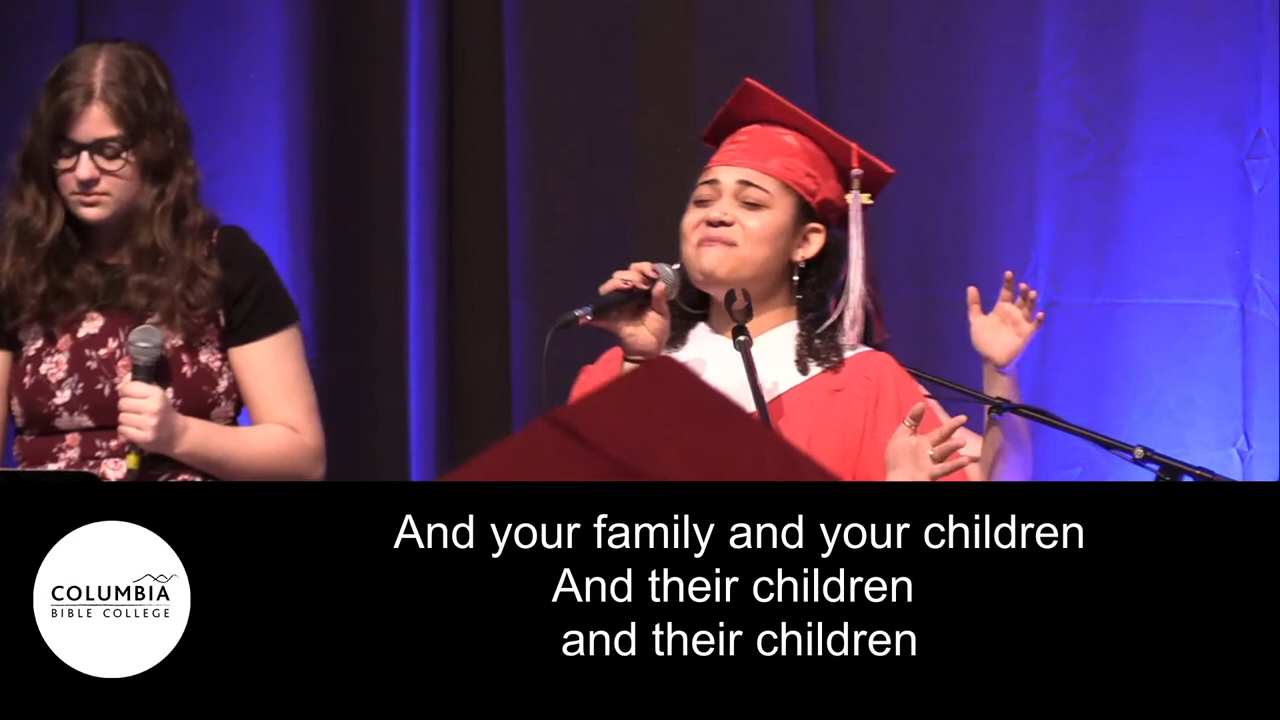 COLUMBIA
BIBLE COLLEGE
And your family and your children
And their children
and their children